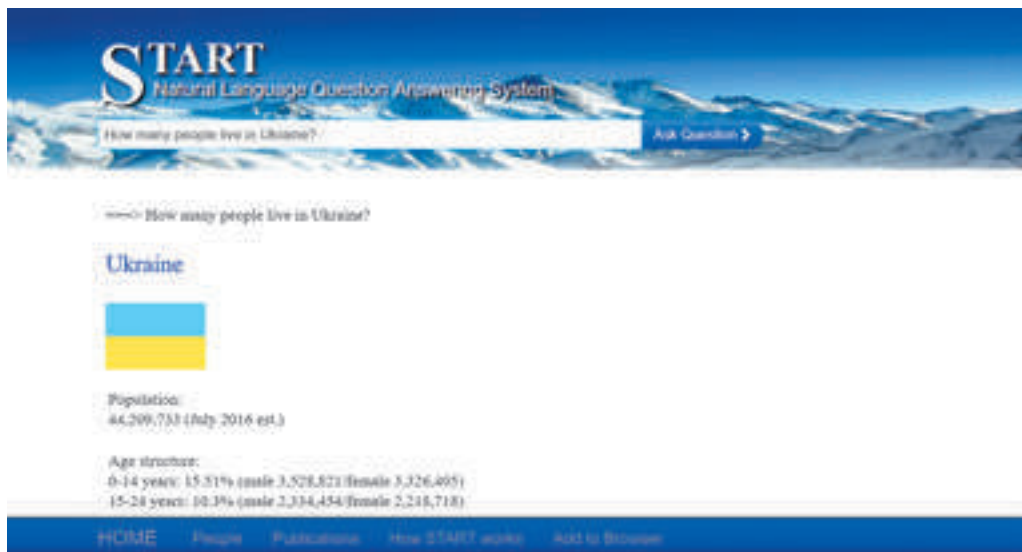 START
Natural Language Question Answering System
How many people live in Ukraine?
Ask Question
===> How many people live in Ukraine?
Ukraine
Population:
44,209,733 (July 2016 est.)
Age structure:
0-14 years: 15.51% (male 3,528,821/female 3,326,495)
15-24 years: 10.3% (male 2,334,454/female 2,218,718)
HOME People Publications How START works Add to Browser